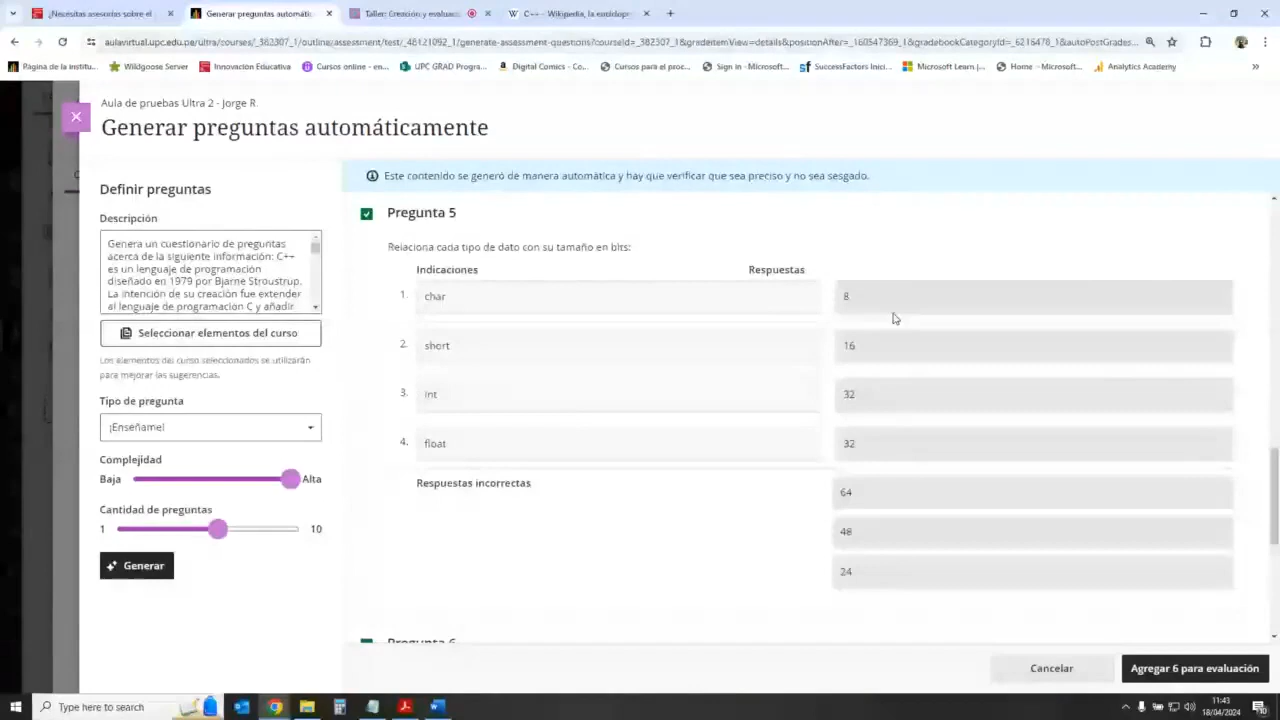 ¿Necesitas asesoría sobre el
Generar preguntas automátic
Taller: Creación y evaluac
C++ - Wikipedia, la enciclop
aulavirtual.upc.edu.pe/ultra/courses/_382307_1/outline/assessment/test/_48121092_1/generate-assessment-questions?courseId=_382307_1&gradeitemView=details&positionAfter=_160547369_1&gradebookCategoryId=_6216470_1&autoPostGrades...
Página de la Institu...
Wildgoose Server
Innovación Educativa
Cursos online - en...
UPC GRAD Progra...
Digital Comics - Co...
Cursos para el proc...
Sign in - Microsoft...
SuccessFactors Inici...
Microsoft Learn |...
Home - Microsoft...
Analytics Academy
Aula de pruebas Ultra 2 - Jorge R.
Generar preguntas automáticamente
Definir preguntas
Descripción
Genera un cuestionario de preguntas
acerca de la siguiente información: C++
es un lenguaje de programación
diseñado en 1979 por Bjarne Stroustrup.
La intención de su creación fue extender
el lenguaje de programación C y añadir
Seleccionar elementos del curso
Los elementos del curso seleccionados se utilizarán
para mejorar las sugerencias.
Tipo de pregunta
¡Enséñame!
Complejidad
Baja
Alta
Cantidad de preguntas
1
10
Generar
Este contenido se generó de manera automática y hay que verificar que sea preciso y no sea sesgado.
Pregunta 5
Relaciona cada tipo de dato con su tamaño en bits:
Indicaciones
Respuestas
1. char
8
2. short
16
3. int
32
4. float
32
Respuestas incorrectas
64
48
24
Pregunta 6
Cancelar
Agregar 6 para evaluación
Type here to search
11:43
18/04/2024